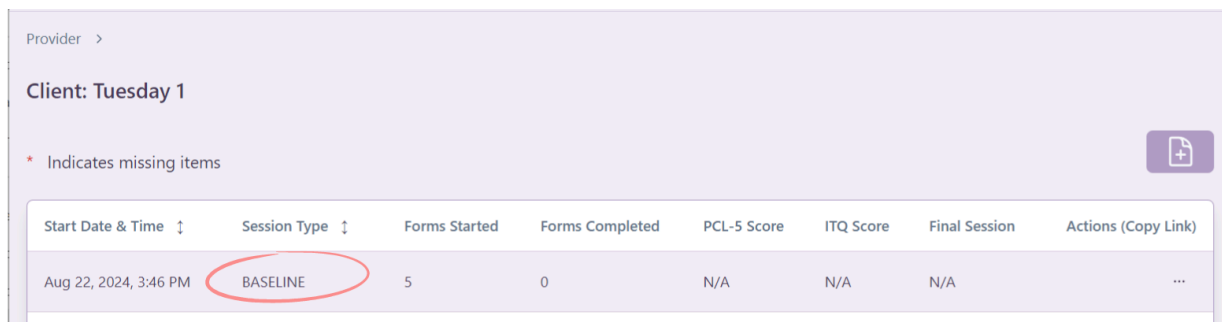 Provider >
Client: Tuesday 1
* Indicates missing items
Start Date & Time Session Type Forms Started Forms Completed PCL-5 Score ITQ Score Final Session Actions (Copy Link)
Aug 22, 2024, 3:46 PM BASELINE 5 0 N/A N/A N/A ...